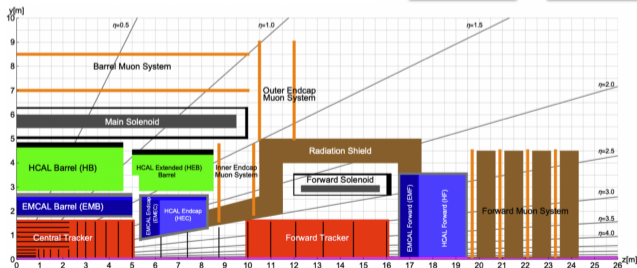 y[m]
10
9
8
7
6
5
4
3
2
1
0
η=0.5
η=1.0
η=1.5
η=2.0
η=2.5
η=3.0
η=3.5
η=4.0
Barrel Muon System
Outer Endcap
Muon System
Main Solenoid
Radiation Shield
HCAL Barrel (HB)
HCAL Extended (HEB)
Barrel
Inner Endcap
Muon System
Forward Solenoid
EMCAL Barrel (EMB)
EMCAL Endcap
(EMEC)
HCAL Endcap
(HEC)
EMCAL Forward (EMF)
HCAL Forward (HF)
Forward Muon System
Central Tracker
Forward Tracker
0 1 2 3 4 5 6 7 8 9 10 11 12 13 14 15 16 17 18 19 20 21 22 23 24 25 26 z[m]